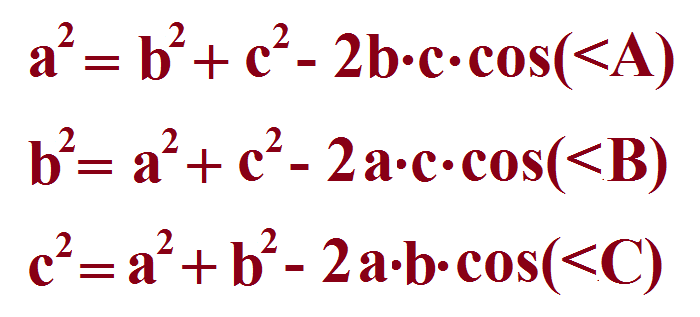 a²= b²+ c²- 2b·c·cos(<A)
b²= a²+ c²- 2a·c·cos(<B)
c²= a²+ b²- 2a·b·cos(<C)